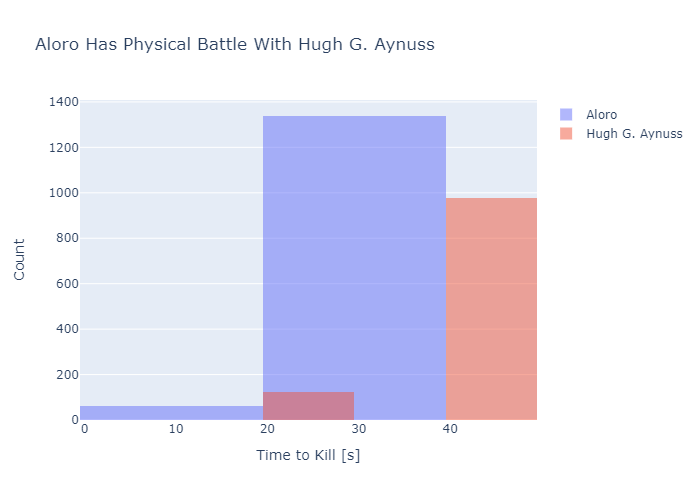 Aloro Has Physical Battle With Hugh G. Aynuss
1400
1200
1000
800
600
400
200
0
Count
0 10 20 30 40
Time to Kill [s]
Aloro
Hugh G. Aynuss